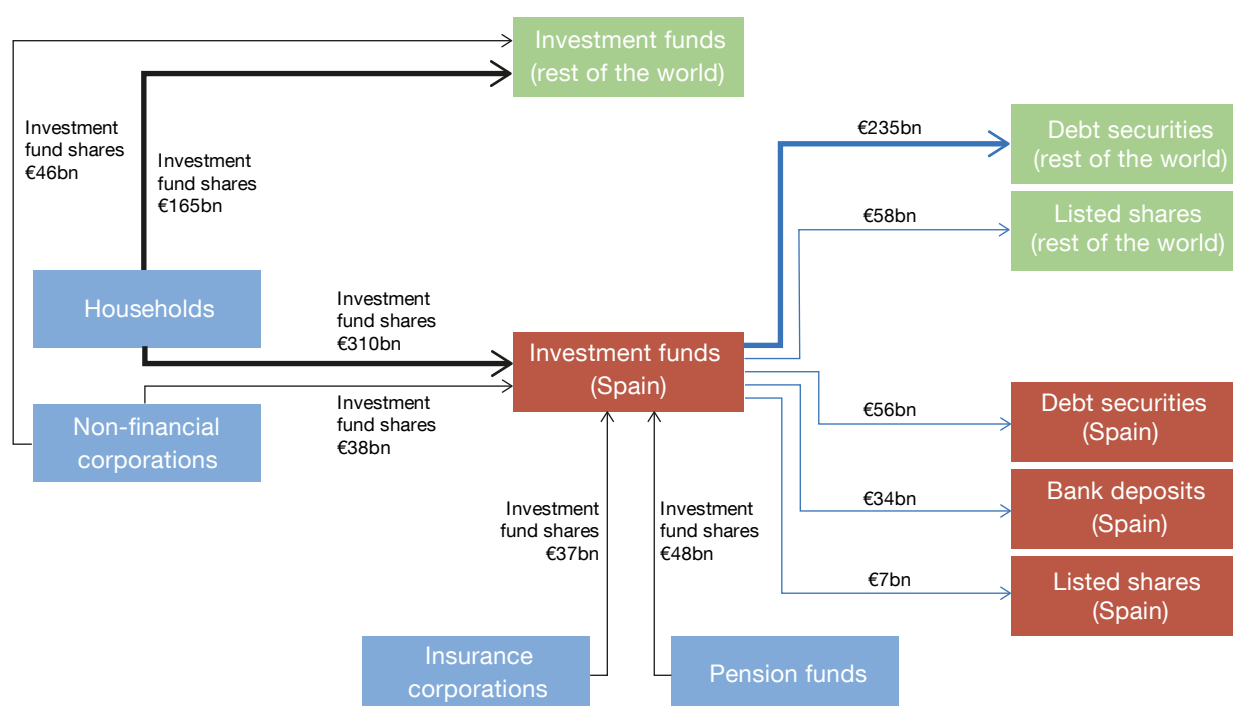 Investment funds
(rest of the world)
Investment
fund shares
€46bn
Investment
fund shares
€165bn
€235bn
Debt securities
(rest of the world)
€58bn
Listed shares
(rest of the world)
Households
Investment
fund shares
€310bn
Investment funds
(Spain)
Non-financial
corporations
Investment
fund shares
€38bn
€56bn
Debt securities
(Spain)
€34bn
Bank deposits
(Spain)
Investment
fund shares
€37bn
Investment
fund shares
€48bn
€7bn
Listed shares
(Spain)
Insurance
corporations
Pension funds